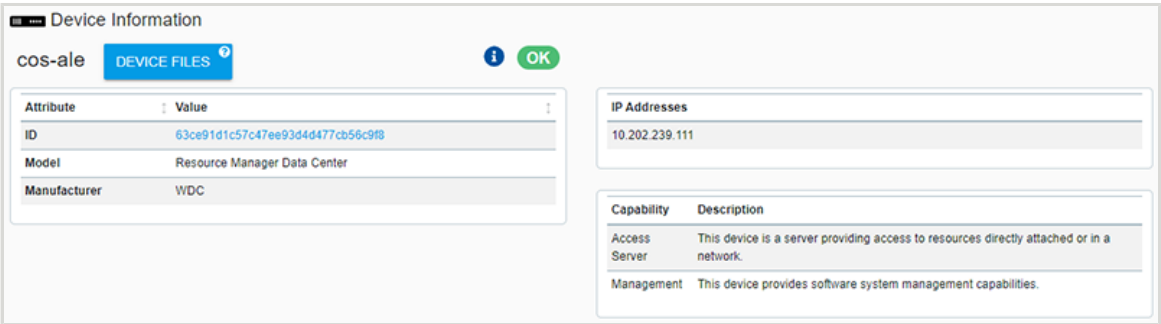 Device Information
cos-ale DEVICE FILES ? i OK
Attribute Value
ID 63ce91d1c57c47ee93d4d477cb56c9f8
Model Resource Manager Data Center
Manufacturer WDC
IP Addresses
10.202.239.111
Capability Description
Access Server This device is a server providing access to resources directly attached or in a
network.
Management This device provides software system management capabilities.